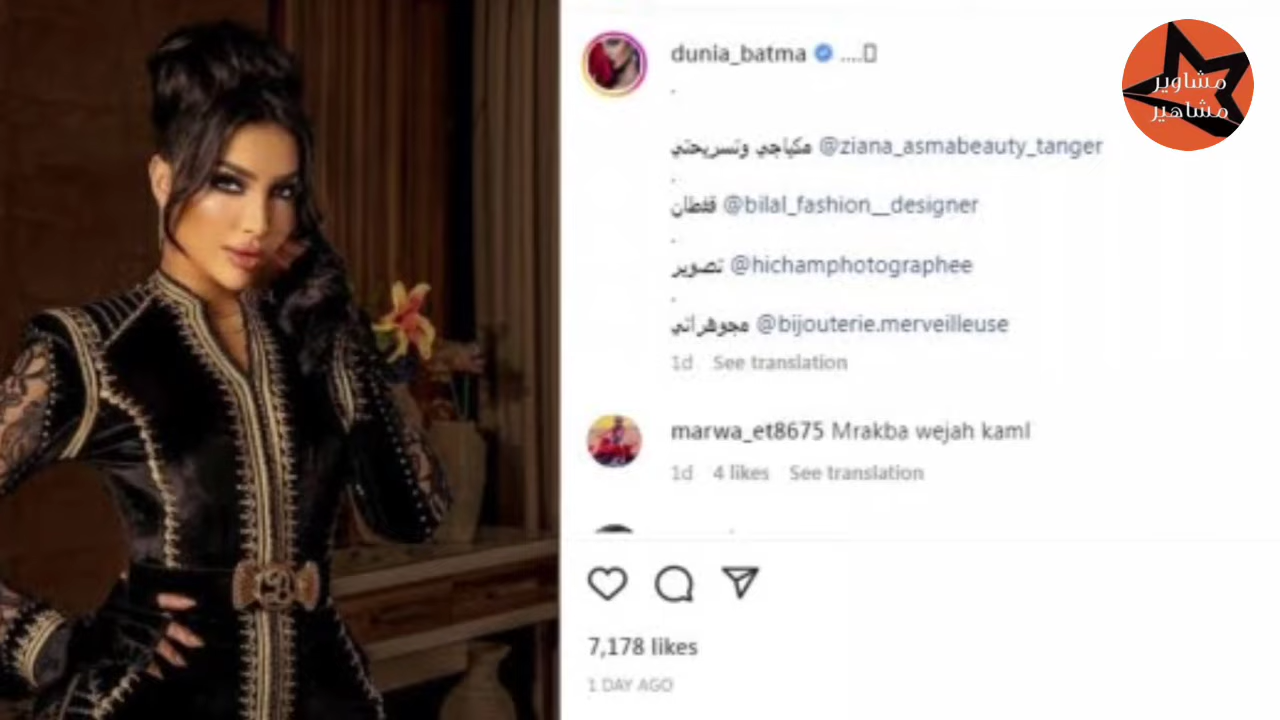 dunia_batma ....
.
مكياجي وتسريحتي @ziana_asmabeauty_tanger
.
قفطان @bilal_fashion__designer
.
تصوير @hichamphotographee
.
مجوهراتي @bijouterie.merveilleuse
1d See translation
marwa_et8675 Mrakba wejah kaml
1d 4 likes See translation
7,178 likes
1 DAY AGO
مشاوير
مشاهير